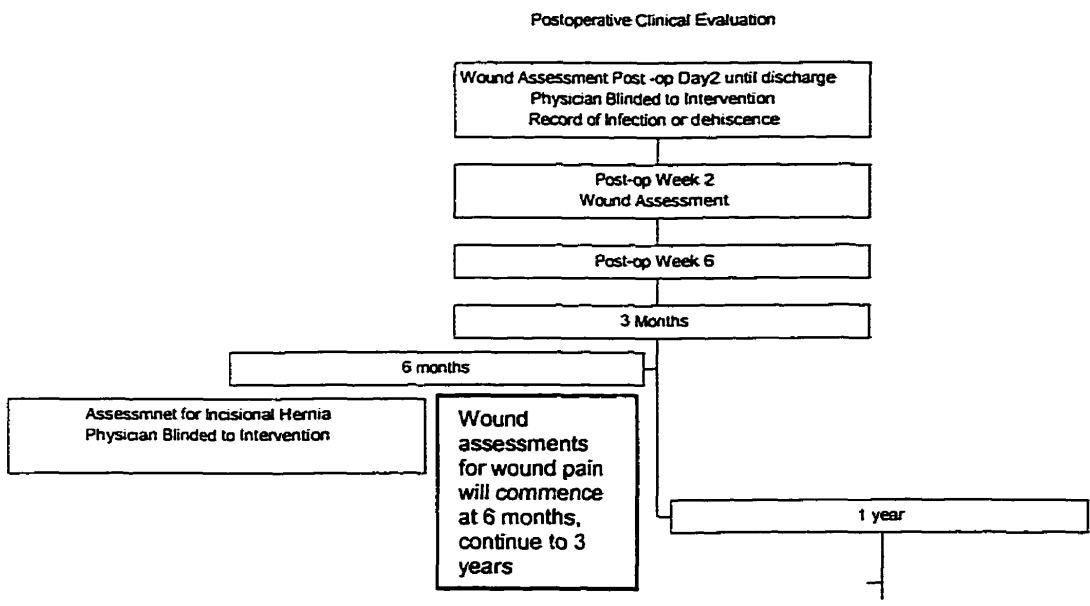 Postoperative Clinical Evaluation
Wound Assessment Post -op Day2 until discharge
Physician Blinded to Intervention
Record of Infection or dehiscence
Post-op Week 2
Wound Assessment
Post-op Week 6
3 Months
6 months
Assessmnet for Incisional Hernia
Physician Blinded to Intervention
Wound
assessments
for wound pain
will commence
at 6 months,
continue to 3
years
1 year